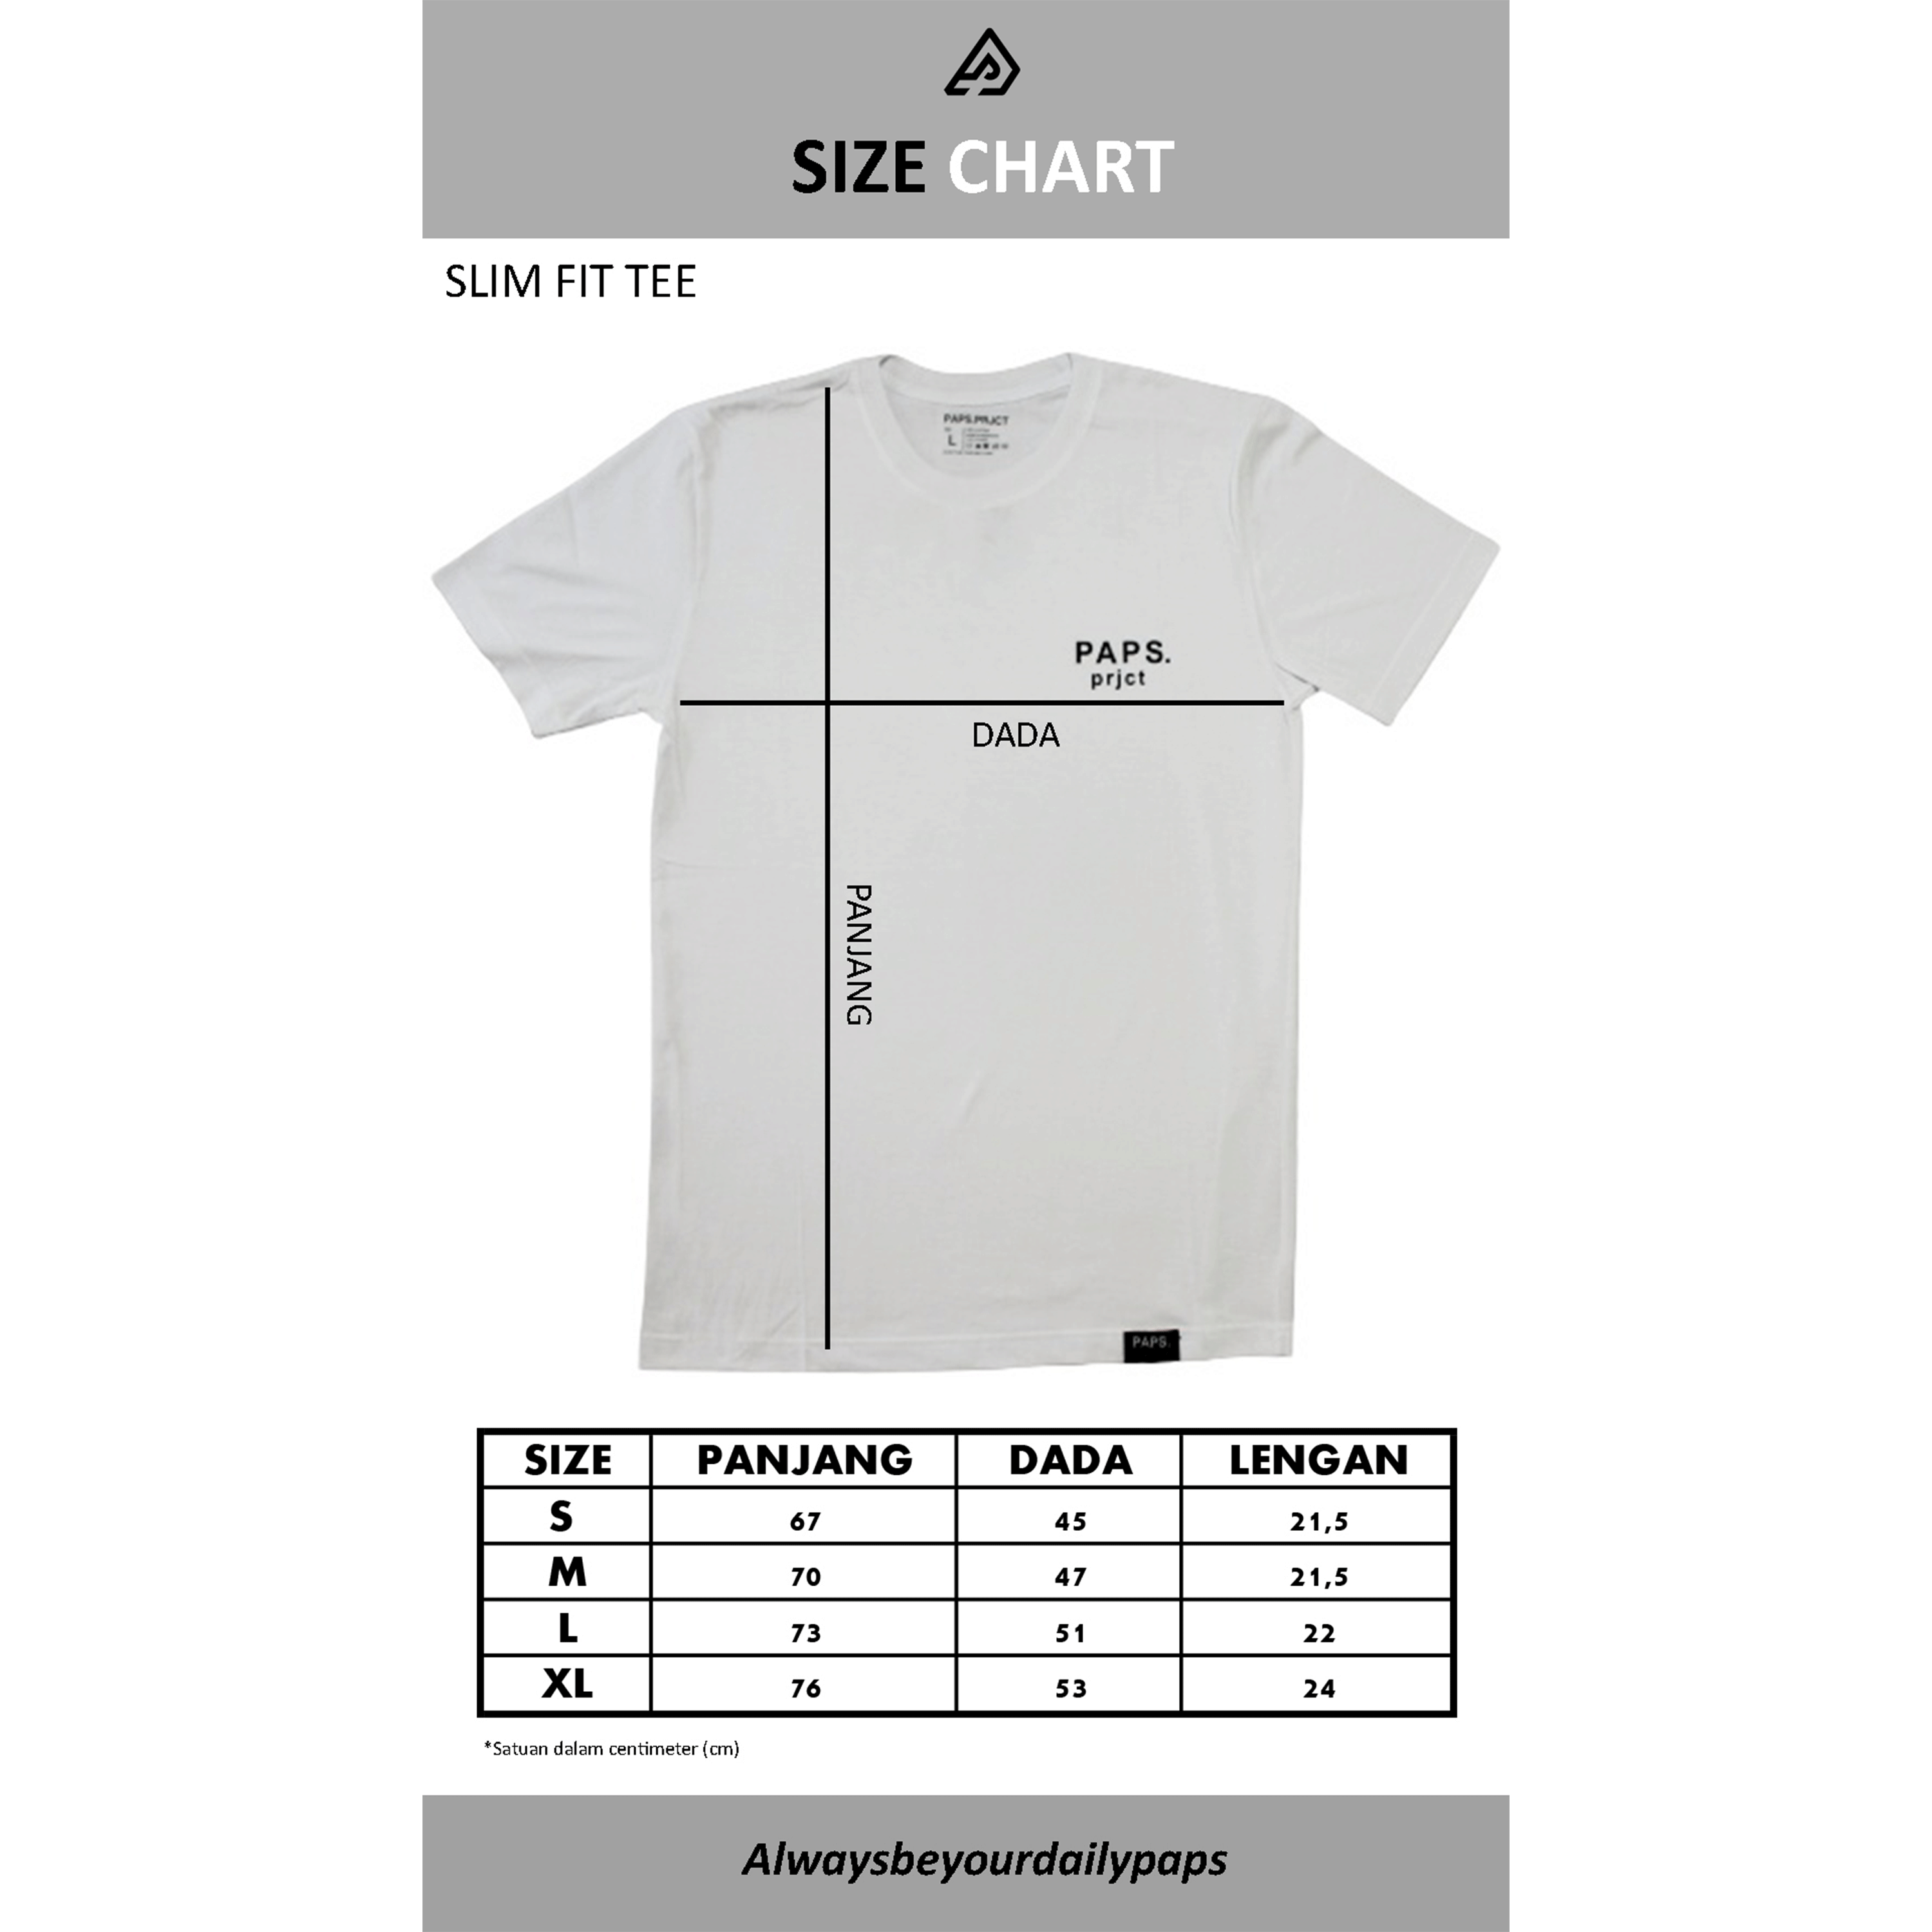 SIZE CHART
SLIM FIT TEE
PAPS.PRJCT
L
PAPS.
prjct
DADA
PANJANG
PAPS.
SIZE PANJANG DADA LENGAN
S 67 45 21,5
M 70 47 21,5
L 73 51 22
XL 76 53 24
*Satuan dalam centimeter (cm)
Alwaysbeyourdailypaps